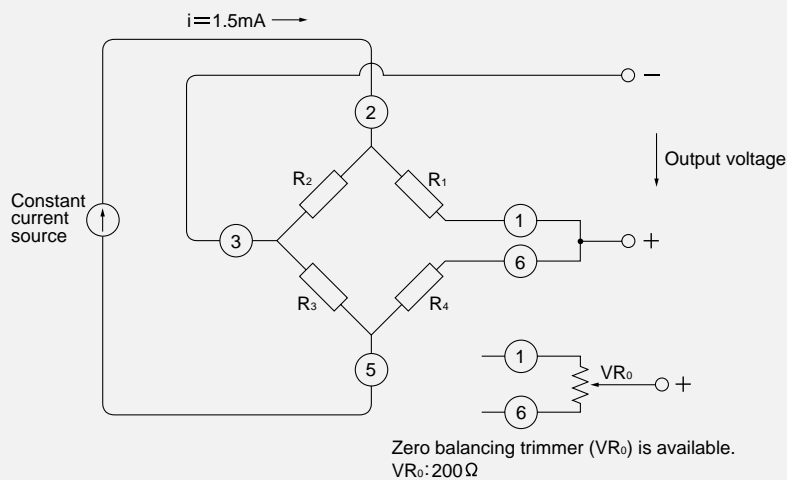 i=1.5mA
−
2
Output voltage
R₂
R₁
Constant
current
source
3
1
+
6
R₃
R₄
5
1
VR₀
+
6
Zero balancing trimmer (VR₀) is available.
VR₀:200Ω